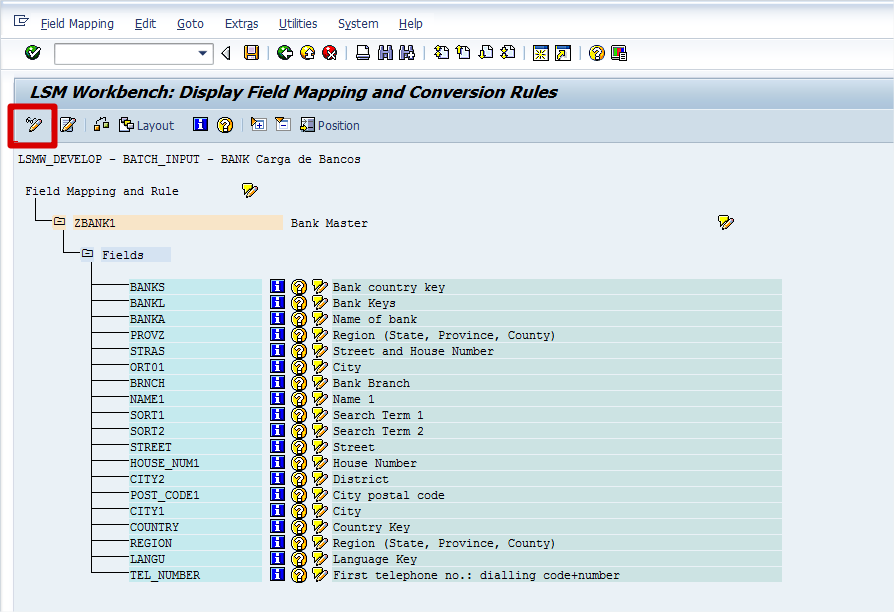 Field Mapping Edit Goto Extras Utilities System Help
LSM Workbench: Display Field Mapping and Conversion Rules
Layout Position
LSMW_DEVELOP - BATCH_INPUT - BANK Carga de Bancos
Field Mapping and Rule
ZBANK1 Bank Master
Fields
BANKS Bank country key
BANKL Bank Keys
BANKA Name of bank
PROVZ Region (State, Province, County)
STRAS Street and House Number
ORT01 City
BRNCH Bank Branch
NAME1 Name 1
SORT1 Search Term 1
SORT2 Search Term 2
STREET Street
HOUSE_NUM1 House Number
CITY2 District
POST_CODE1 City postal code
CITY1 City
COUNTRY Country Key
REGION Region (State, Province, County)
LANGU Language Key
TEL_NUMBER First telephone no.: dialling code+number